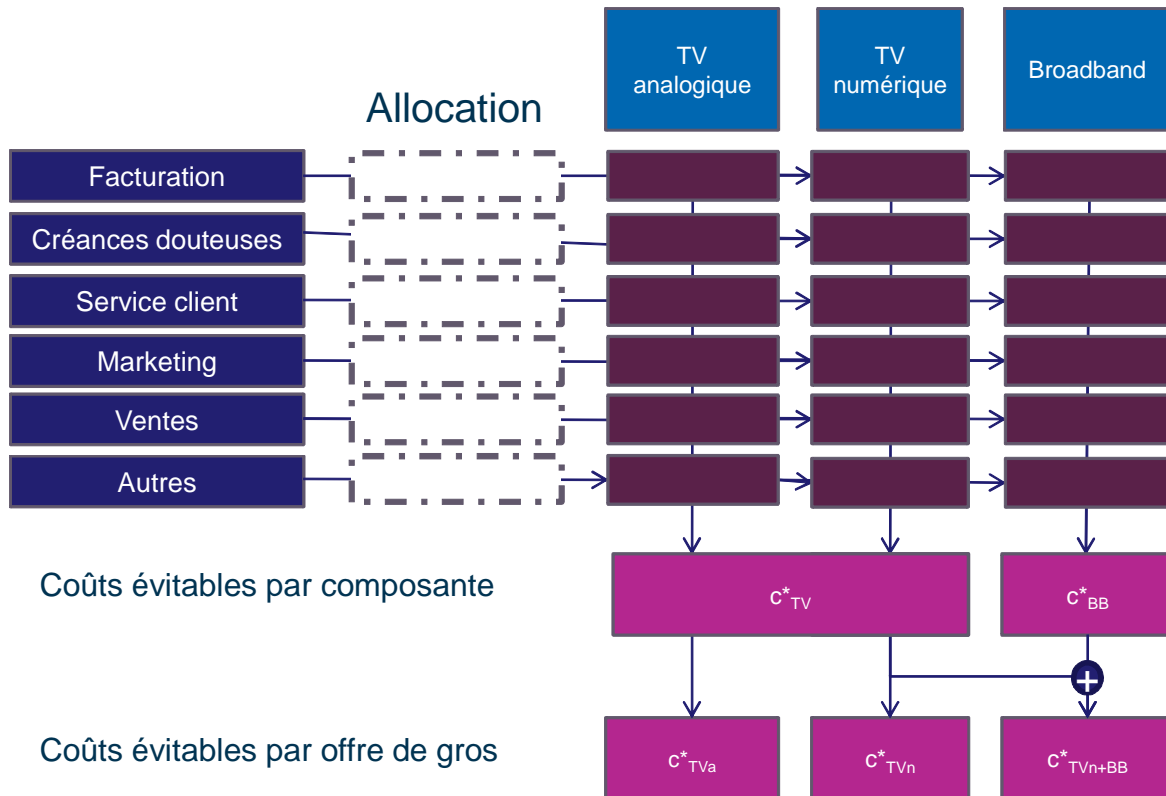 TV
analogique
TV
numérique
Broadband
Allocation
Facturation
Créances douteuses
Service client
Marketing
Ventes
Autres
Coûts évitables par composante
c*TV
c*BB
+
Coûts évitables par offre de gros
c*TVa
c*TVn
c*TVn+BB